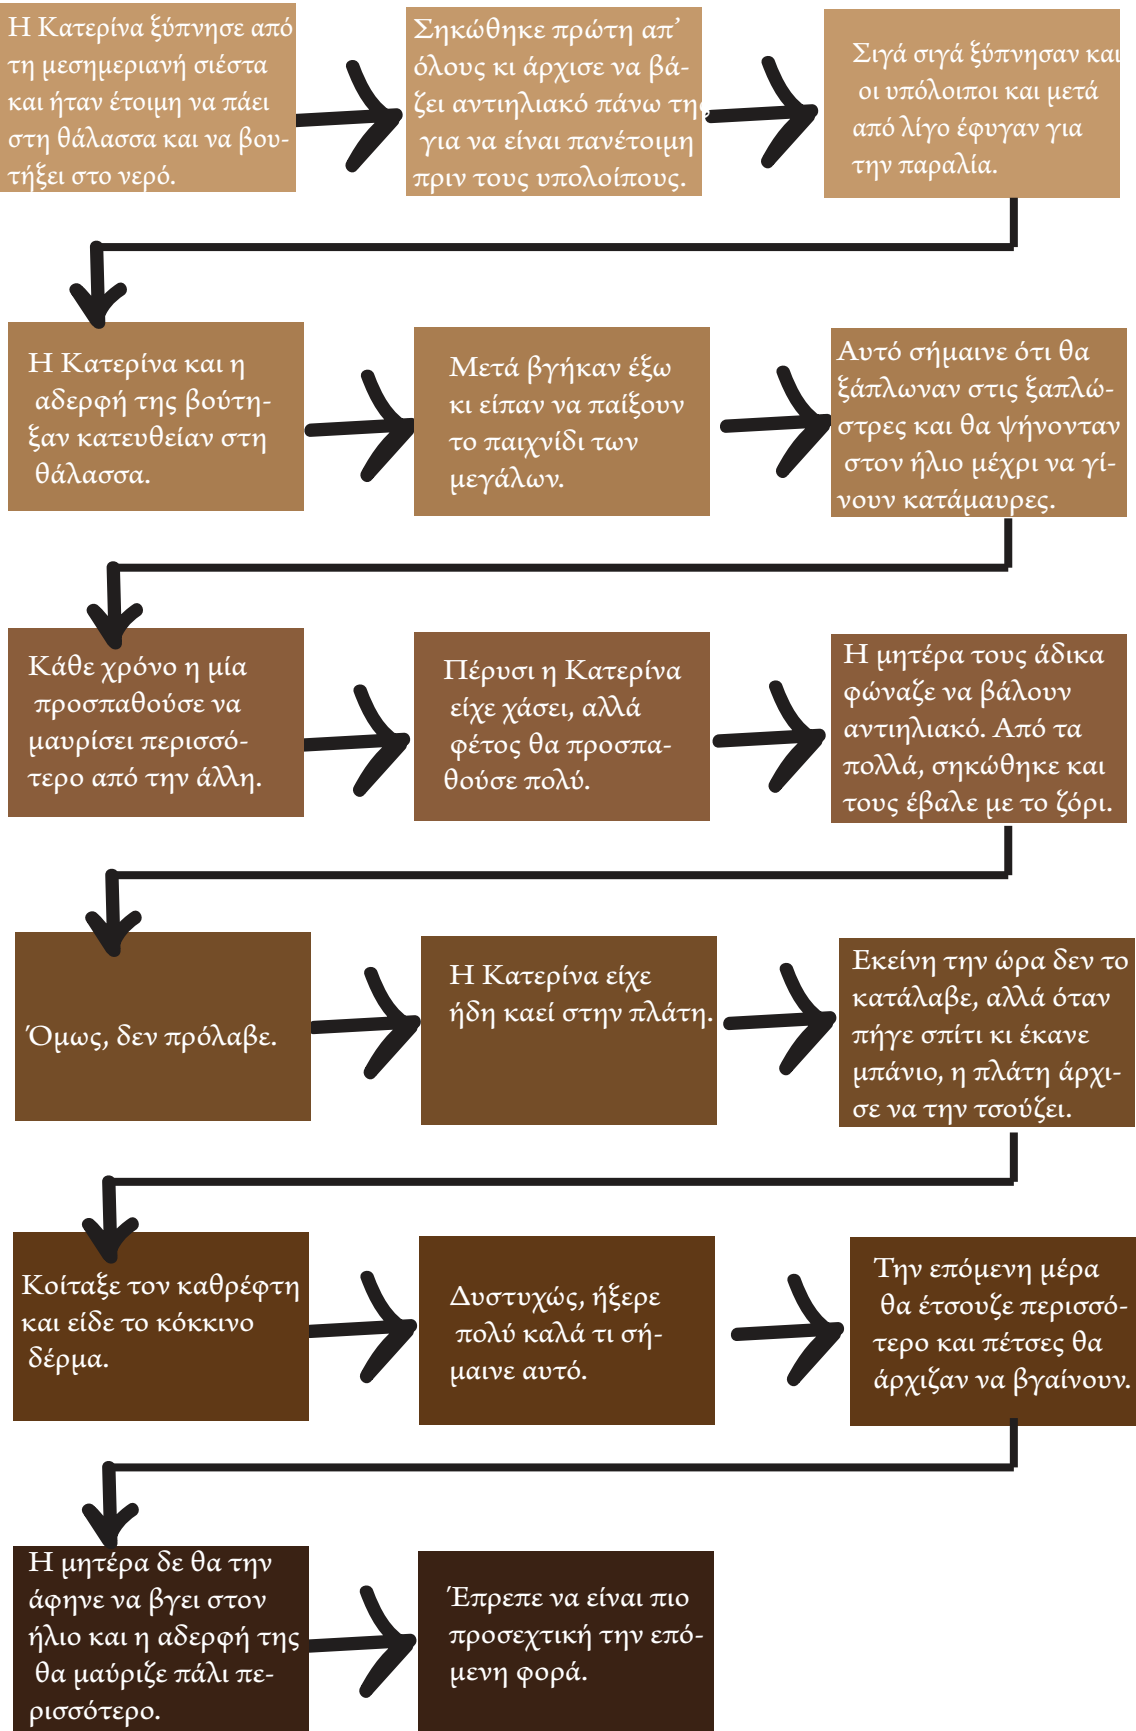 Η Κατερίνα ξύπνησε από
τη μεσημεριανή σιέστα
και ήταν έτοιμη να πάει
στη θάλασσα και να βου-
τήξει στο νερό.
Σηκώθηκε πρώτη απ’
όλους κι άρχισε να βά-
ζει αντιηλιακό πάνω της
για να είναι πανέτοιμη
πριν τους υπολοίπους.
Σιγά σιγά ξύπνησαν και
οι υπόλοιποι και μετά
από λίγο έφυγαν για
την παραλία.
Η Κατερίνα και η
αδερφή της βούτη-
ξαν κατευθείαν στη
θάλασσα.
Μετά βγήκαν έξω
κι είπαν να παίξουν
το παιχνίδι των
μεγάλων.
Αυτό σήμαινε ότι θα
ξάπλωναν στις ξαπλώ-
στρες και θα ψήνονταν
στον ήλιο μέχρι να γί-
νουν κατάμαυρες.
Κάθε χρόνο η μία
προσπαθούσε να
μαυρίσει περισσό-
τερο από την άλλη.
Πέρυσι η Κατερίνα
είχε χάσει, αλλά
φέτος θα προσπα-
θούσε πολύ.
Η μητέρα τους άδικα
φώναζε να βάλουν
αντιηλιακό. Από τα
πολλά, σηκώθηκε και
τους έβαλε με το ζόρι.
Όμως, δεν πρόλαβε.
Η Κατερίνα είχε
ήδη καεί στην πλάτη.
Εκείνη την ώρα δεν το
κατάλαβε, αλλά όταν
πήγε σπίτι κι έκανε
μπάνιο, η πλάτη άρχι-
σε να την τσούζει.
Κοίταξε τον καθρέφτη
και είδε το κόκκινο
δέρμα.
Δυστυχώς, ήξερε
πολύ καλά τι σή-
μαινε αυτό.
Την επόμενη μέρα
θα έτσουζε περισσό-
τερο και πέτσες θα
άρχιζαν να βγαίνουν.
Η μητέρα δε θα την
άφηνε να βγει στον
ήλιο και η αδερφή της
θα μαύριζε πάλι πε-
ρισσότερο.
Έπρεπε να είναι πιο
προσεχτική την επό-
μενη φορά.